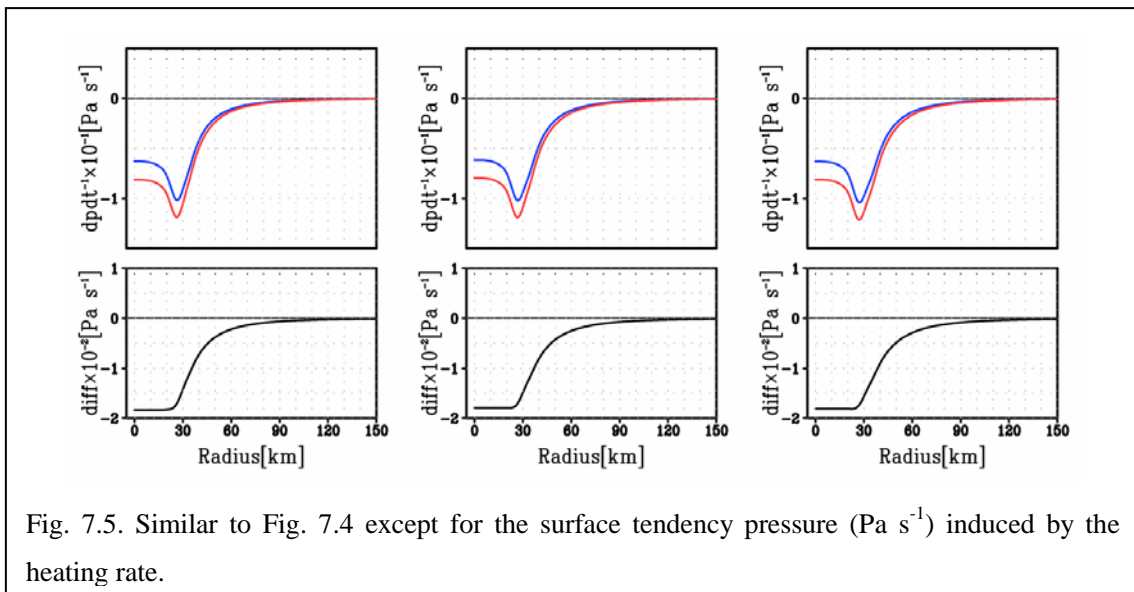 dpdt⁻¹×10⁻¹[Pa s⁻¹]
0
-1
dpdt⁻¹×10⁻¹[Pa s⁻¹]
0
-1
dpdt⁻¹×10⁻¹[Pa s⁻¹]
0
-1
diff×10⁻²[Pa s⁻¹]
1
0
-1
-2
0 30 60 90 120 150
Radius[km]
diff×10⁻²[Pa s⁻¹]
1
0
-1
-2
0 30 60 90 120 150
Radius[km]
diff×10⁻²[Pa s⁻¹]
1
0
-1
-2
0 30 60 90 120 150
Radius[km]
Fig. 7.5. Similar to Fig. 7.4 except for the surface tendency pressure (Pa s⁻¹) induced by the
heating rate.